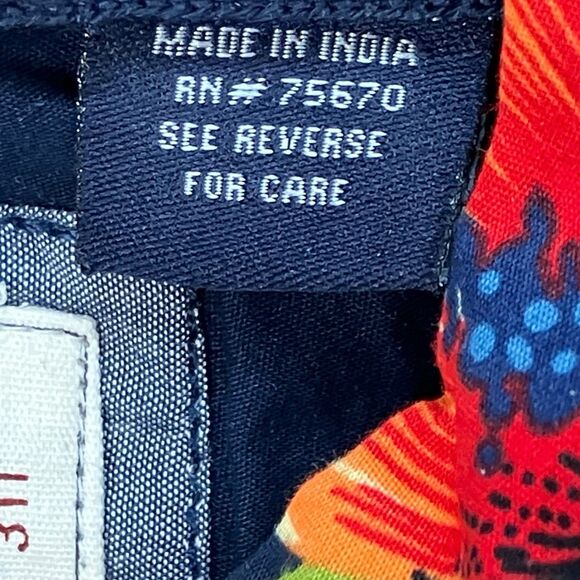 MADE IN INDIA
RN# 75670
SEE REVERSE
FOR CARE